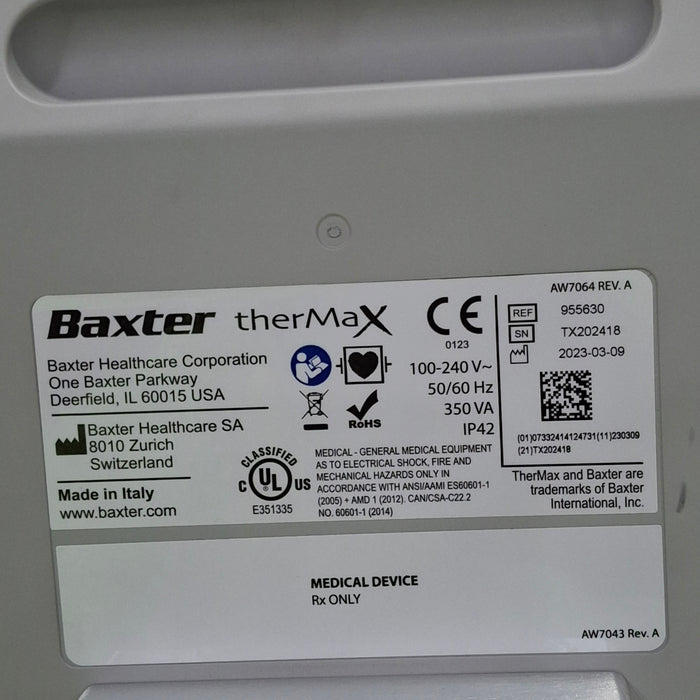 AW7064 REV. A
Baxter therMaX
CE
0123
REF 955630
SN TX202418
2023-03-09
Baxter Healthcare Corporation
One Baxter Parkway
Deerfield, IL 60015 USA
RoHS
100-240 V~
50/60 Hz
350 VA
IP42
Baxter Healthcare SA
8010 Zurich
Switzerland
(01)07332414124731(11)230309
(21)TX202418
Made in Italy
www.baxter.com
CLASSIFIED
C UL US
E351335
MEDICAL - GENERAL MEDICAL EQUIPMENT
AS TO ELECTRICAL SHOCK, FIRE AND
MECHANICAL HAZARDS ONLY IN
ACCORDANCE WITH ANSI/AAMI ES60601-1
(2005) + AMD 1 (2012). CAN/CSA-C22.2
NO. 60601-1 (2014)
TherMax and Baxter are
trademarks of Baxter
International, Inc.
MEDICAL DEVICE
Rx ONLY
AW7043 Rev. A